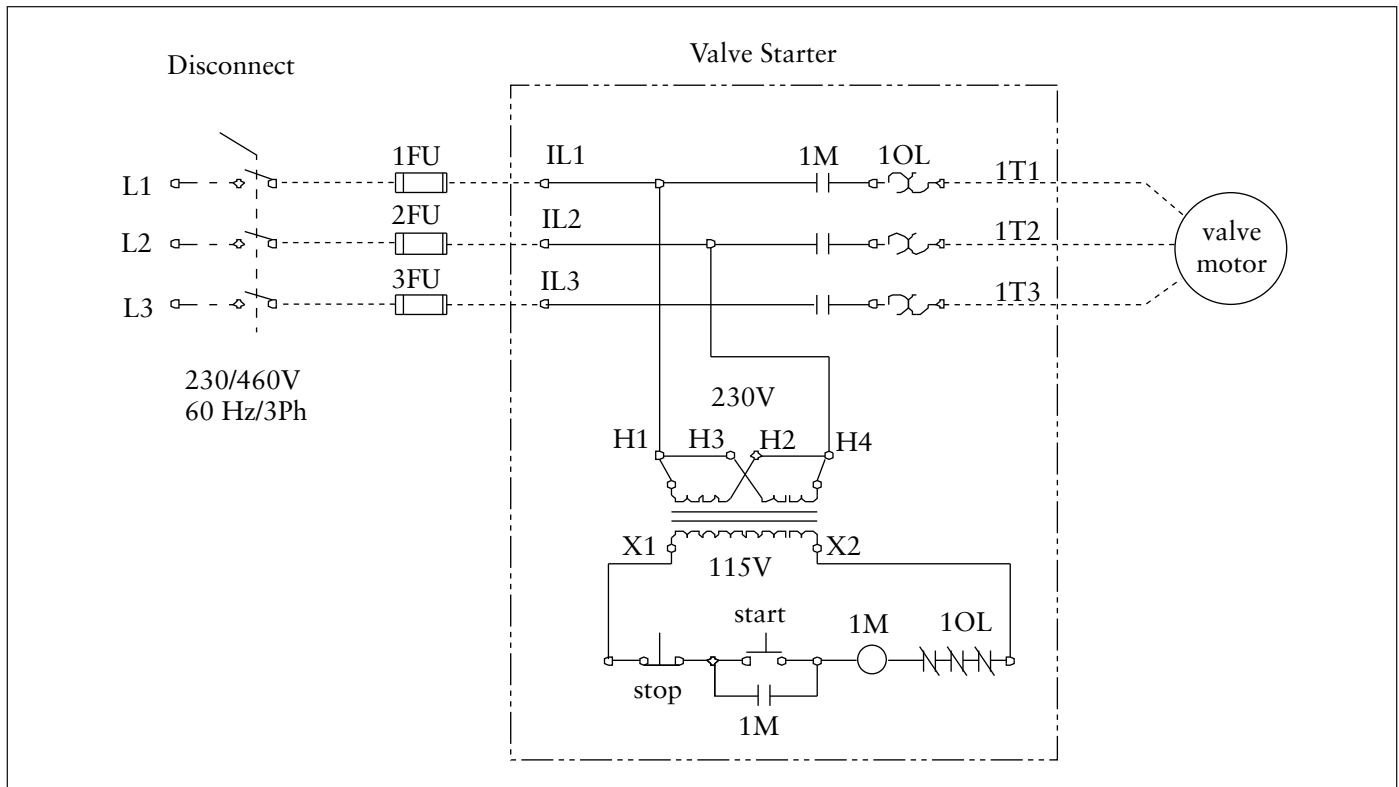 Valve Starter
Disconnect
1FU
IL1
1M
1OL
1T1
L1
2FU
IL2
1T2
L2
valve
motor
3FU
IL3
1T3
L3
230/460V
60 Hz/3Ph
230V
H1
H3
H2
H4
X1
115V
X2
start
1M
1OL
stop
1M